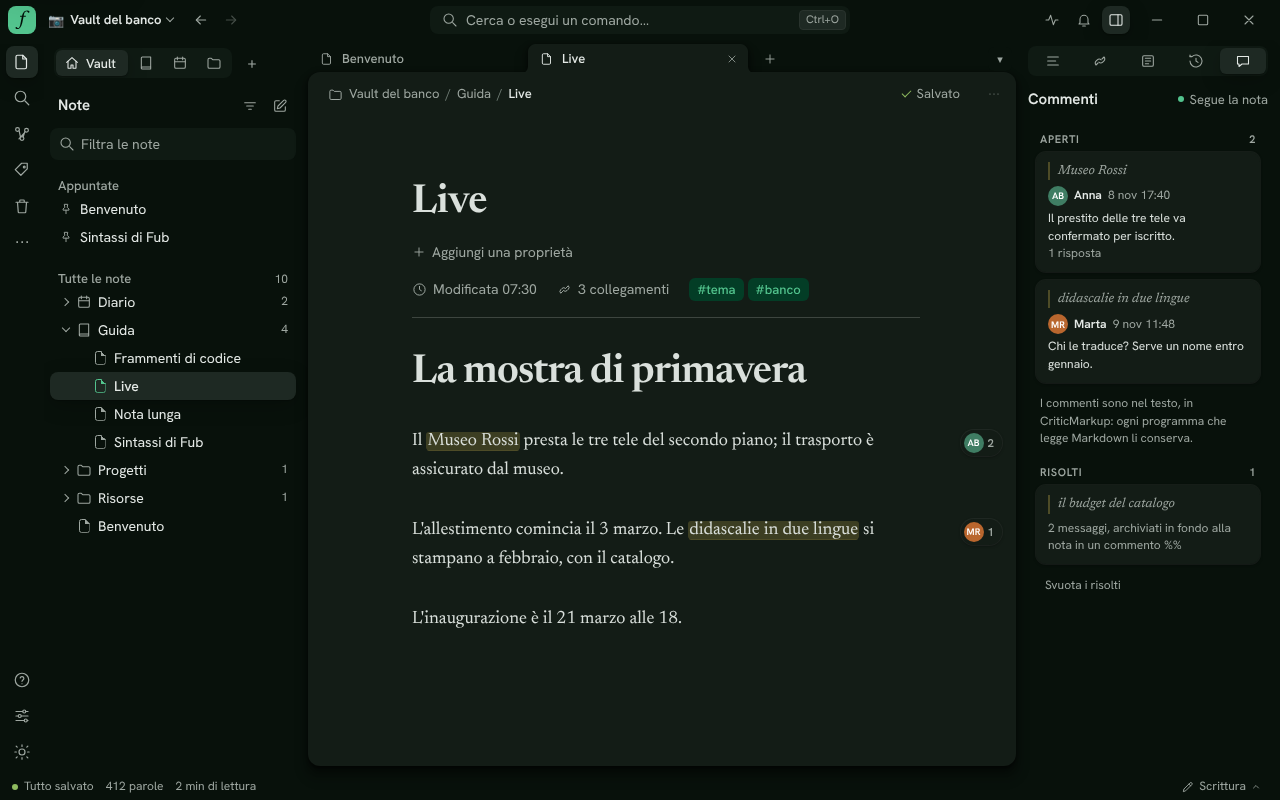 Vault del banco
Cerca o esegui un comando...
Ctrl+O
Vault
Note
Filtra le note
Appuntate
Benvenuto
Sintassi di Fub
Tutte le note 10
Diario 2
Guida 4
Frammenti di codice
Live
Nota lunga
Sintassi di Fub
Progetti 1
Risorse 1
Benvenuto
Tutto salvato 412 parole 2 min di lettura
Benvenuto
Live
Vault del banco / Guida / Live
Salvato
Live
Aggiungi una proprietà
Modificata 07:30 3 collegamenti #tema #banco
La mostra di primavera
Il Museo Rossi presta le tre tele del secondo piano; il trasporto è
assicurato dal museo.
AB 2
L'allestimento comincia il 3 marzo. Le didascalie in due lingue si
stampano a febbraio, con il catalogo.
MR 1
L'inaugurazione è il 21 marzo alle 18.
Commenti
Segue la nota
APERTI 2
Museo Rossi
AB Anna 8 nov 17:40
Il prestito delle tre tele va
confermato per iscritto.
1 risposta
didascalie in due lingue
MR Marta 9 nov 11:48
Chi le traduce? Serve un nome entro
gennaio.
I commenti sono nel testo, in
CriticMarkup: ogni programma che
legge Markdown li conserva.
RISOLTI 1
il budget del catalogo
2 messaggi, archiviati in fondo alla
nota in un commento %%
Svuota i risolti
Scrittura